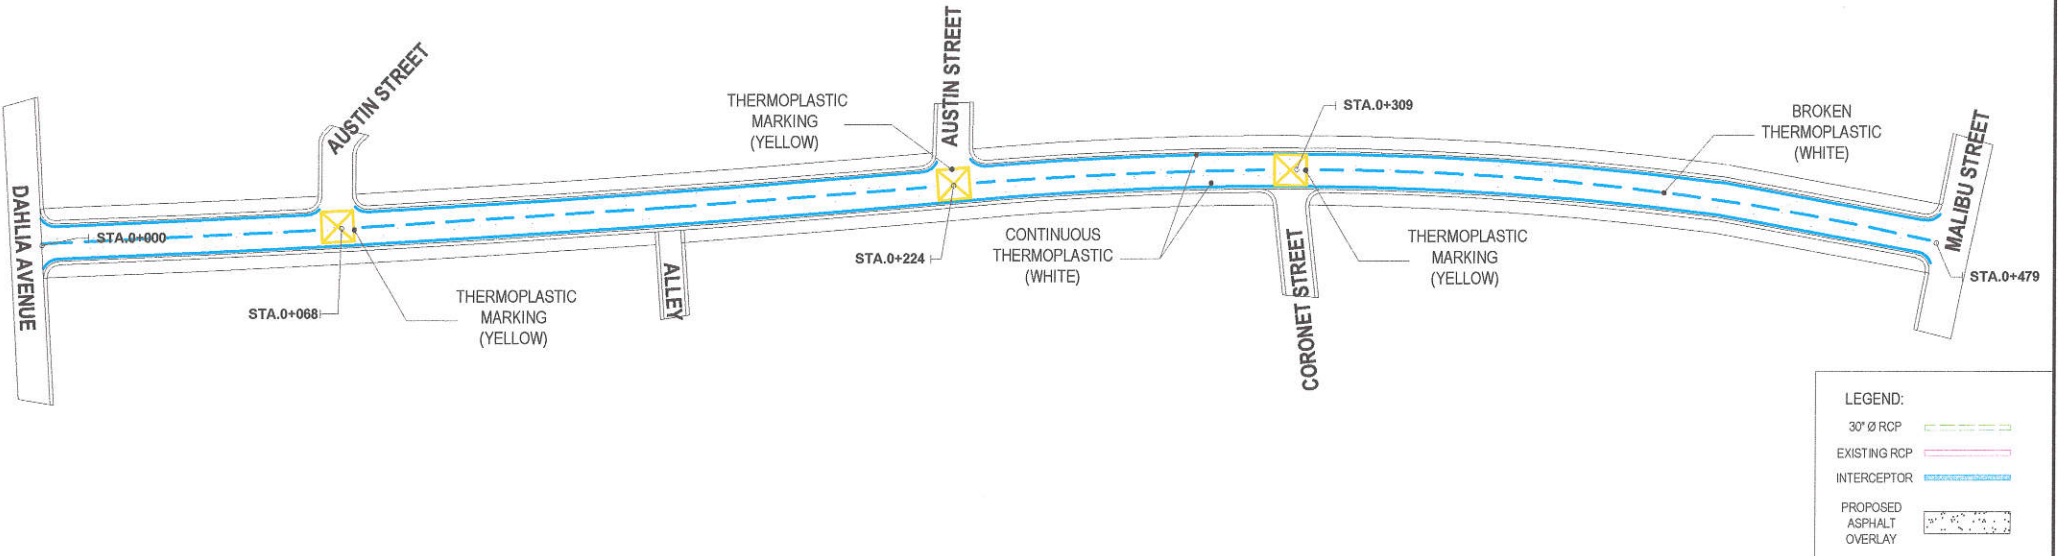 DAHLIA AVENUE
STA.0+000
AUSTIN STREET
STA.0+068
THERMOPLASTIC
MARKING
(YELLOW)
ALLEY
THERMOPLASTIC
MARKING
(YELLOW)
AUSTIN STREET
STA.0+224
CONTINUOUS
THERMOPLASTIC
(WHITE)
STA.0+309
CORONET STREET
THERMOPLASTIC
MARKING
(YELLOW)
BROKEN
THERMOPLASTIC
(WHITE)
MALIBU STREET
STA.0+479
LEGEND:
30" Ø RCP
EXISTING RCP
INTERCEPTOR
PROPOSED
ASPHALT
OVERLAY